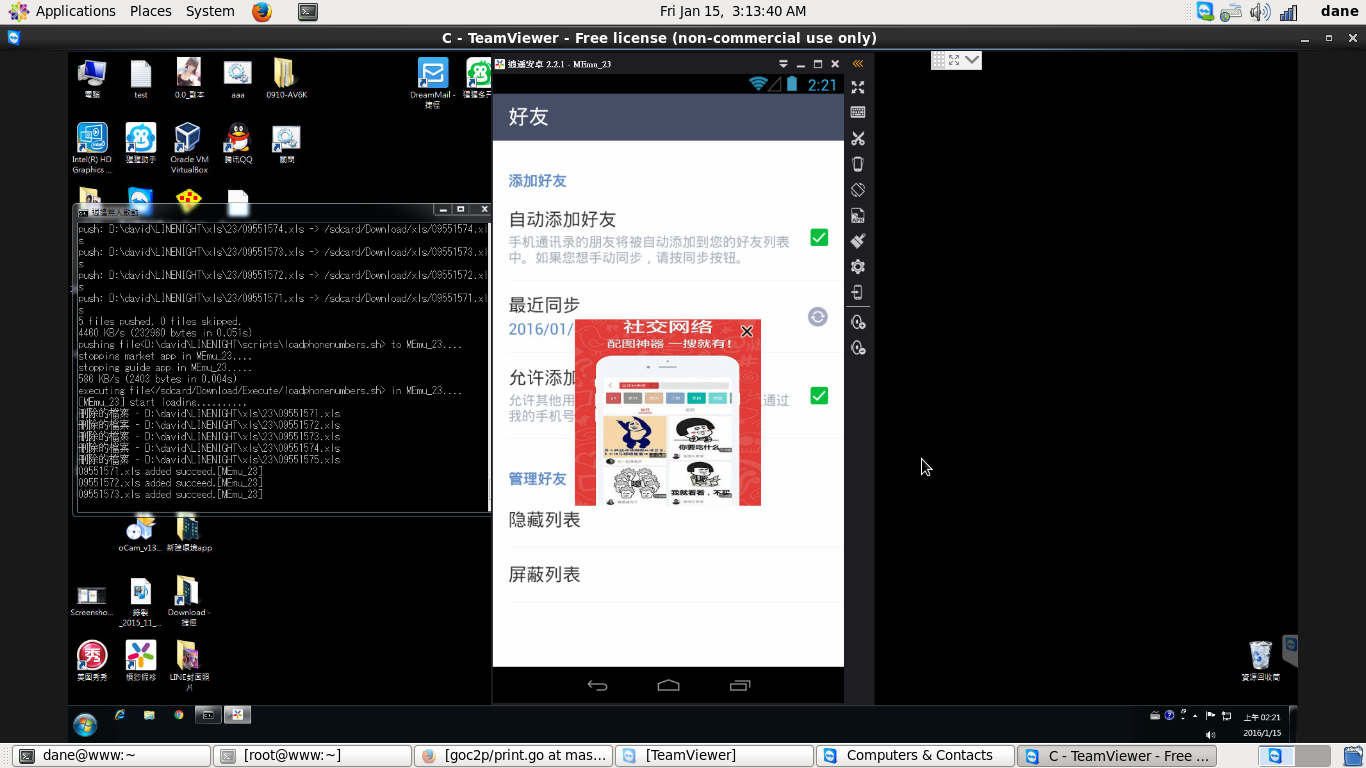 Applications Places System
Fri Jan 15, 3:13:40 AM
dane
C - TeamViewer - Free license (non-commercial use only)
電腦
test
0.0_副本
aaa
0910-AV6K
DreamMail - 捷徑
Intel(R) HD Graphics ...
猩猩助手
Oracle VM VirtualBox
腾讯QQ
關閉
push: D:\david\LINENIGHT\xls\23/09551574.xls -> /sdcard/Download/xls/09551574.xl
s
push: D:\david\LINENIGHT\xls\23/09551573.xls -> /sdcard/Download/xls/09551573.xl
s
push: D:\david\LINENIGHT\xls\23/09551572.xls -> /sdcard/Download/xls/09551572.xl
s
push: D:\david\LINENIGHT\xls\23/09551571.xls -> /sdcard/Download/xls/09551571.xl
s
5 files pushed. 0 files skipped.
4460 KB/s (232960 bytes in 0.051s)
pushing file<D:\david\LINENIGHT\scripts\loadphonenumbers.sh> to MEmu_23....
stopping market app in MEmu_23....
stopping guide app in MEmu_23....
586 KB/s (2403 bytes in 0.004s)
executing file</sdcard/Download/Execute/loadphonenumbers.sh> in MEmu_23....
[MEmu_23] start loading..........
刪除的檔案 - D:\david\LINENIGHT\xls\23\09551571.xls
刪除的檔案 - D:\david\LINENIGHT\xls\23\09551572.xls
刪除的檔案 - D:\david\LINENIGHT\xls\23\09551573.xls
刪除的檔案 - D:\david\LINENIGHT\xls\23\09551574.xls
刪除的檔案 - D:\david\LINENIGHT\xls\23\09551575.xls
09551571.xls added succeed.[MEmu_23]
09551572.xls added succeed.[MEmu_23]
09551573.xls added succeed.[MEmu_23]
oCam_v13...
新建環境app
Screensho...
錄製_2015_11_...
Download - 捷徑
美图秀秀
LINE封面照片
逍遥安卓 2.2.1 - MEmu_23
2:21
好友
添加好友
自动添加好友
手机通讯录的朋友将被自动添加到您的好友列表
中。如果您想手动同步，请按同步按钮。
最近同步
2016/01/
允许添加
允许其他用
通过
我的手机号
社交网络
配图神器 一搜就有！
你要吃什么
我就看看，不买
管理好友
隐藏列表
屏蔽列表
資源回收筒
上午 02:21
2016/1/15
dane@www:~
[root@www:~]
[goc2p/print.go at mas...
[TeamViewer]
Computers & Contacts
C - TeamViewer - Free ...